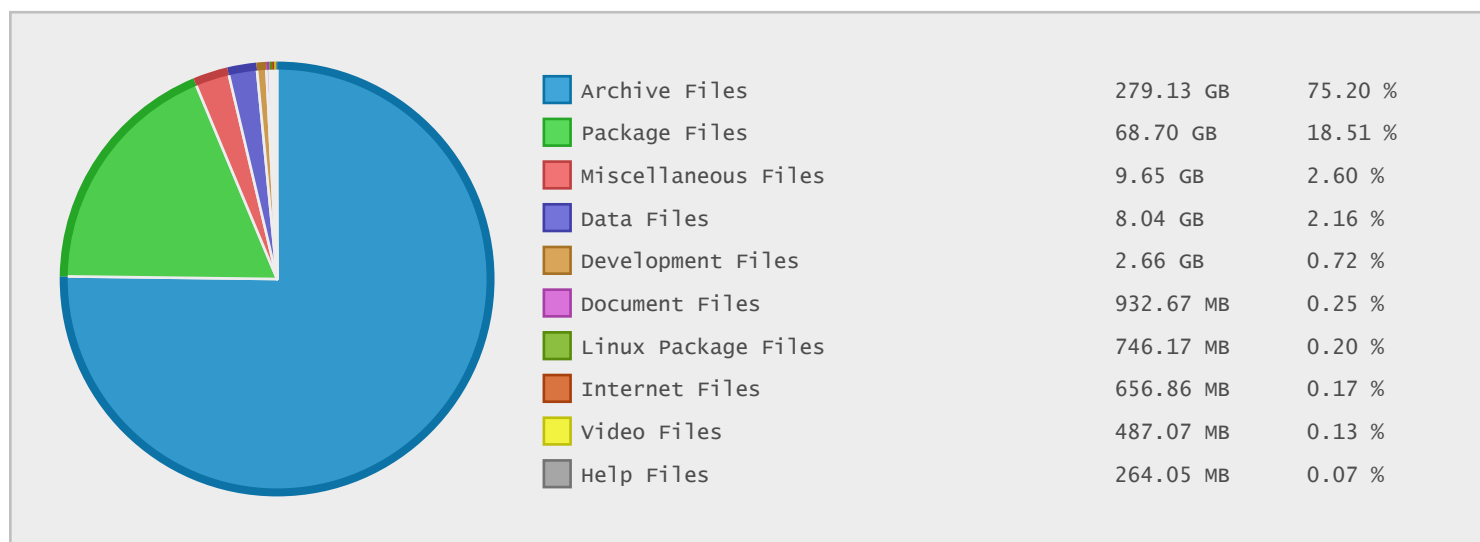 Archive Files 279.13 GB 75.20 %
Package Files 68.70 GB 18.51 %
Miscellaneous Files 9.65 GB 2.60 %
Data Files 8.04 GB 2.16 %
Development Files 2.66 GB 0.72 %
Document Files 932.67 MB 0.25 %
Linux Package Files 746.17 MB 0.20 %
Internet Files 656.86 MB 0.17 %
Video Files 487.07 MB 0.13 %
Help Files 264.05 MB 0.07 %